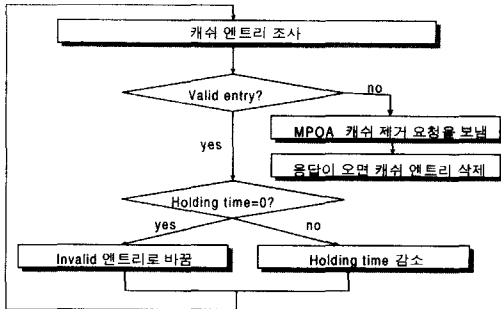 캐쉬 엔트리 조사
Valid entry?
no
MPOA 캐쉬 제거 요청을 보냄
yes
응답이 오면 캐쉬 엔트리 삭제
Holding time=0?
yes
no
Invalid 엔트리로 바꿈
Holding time 감소